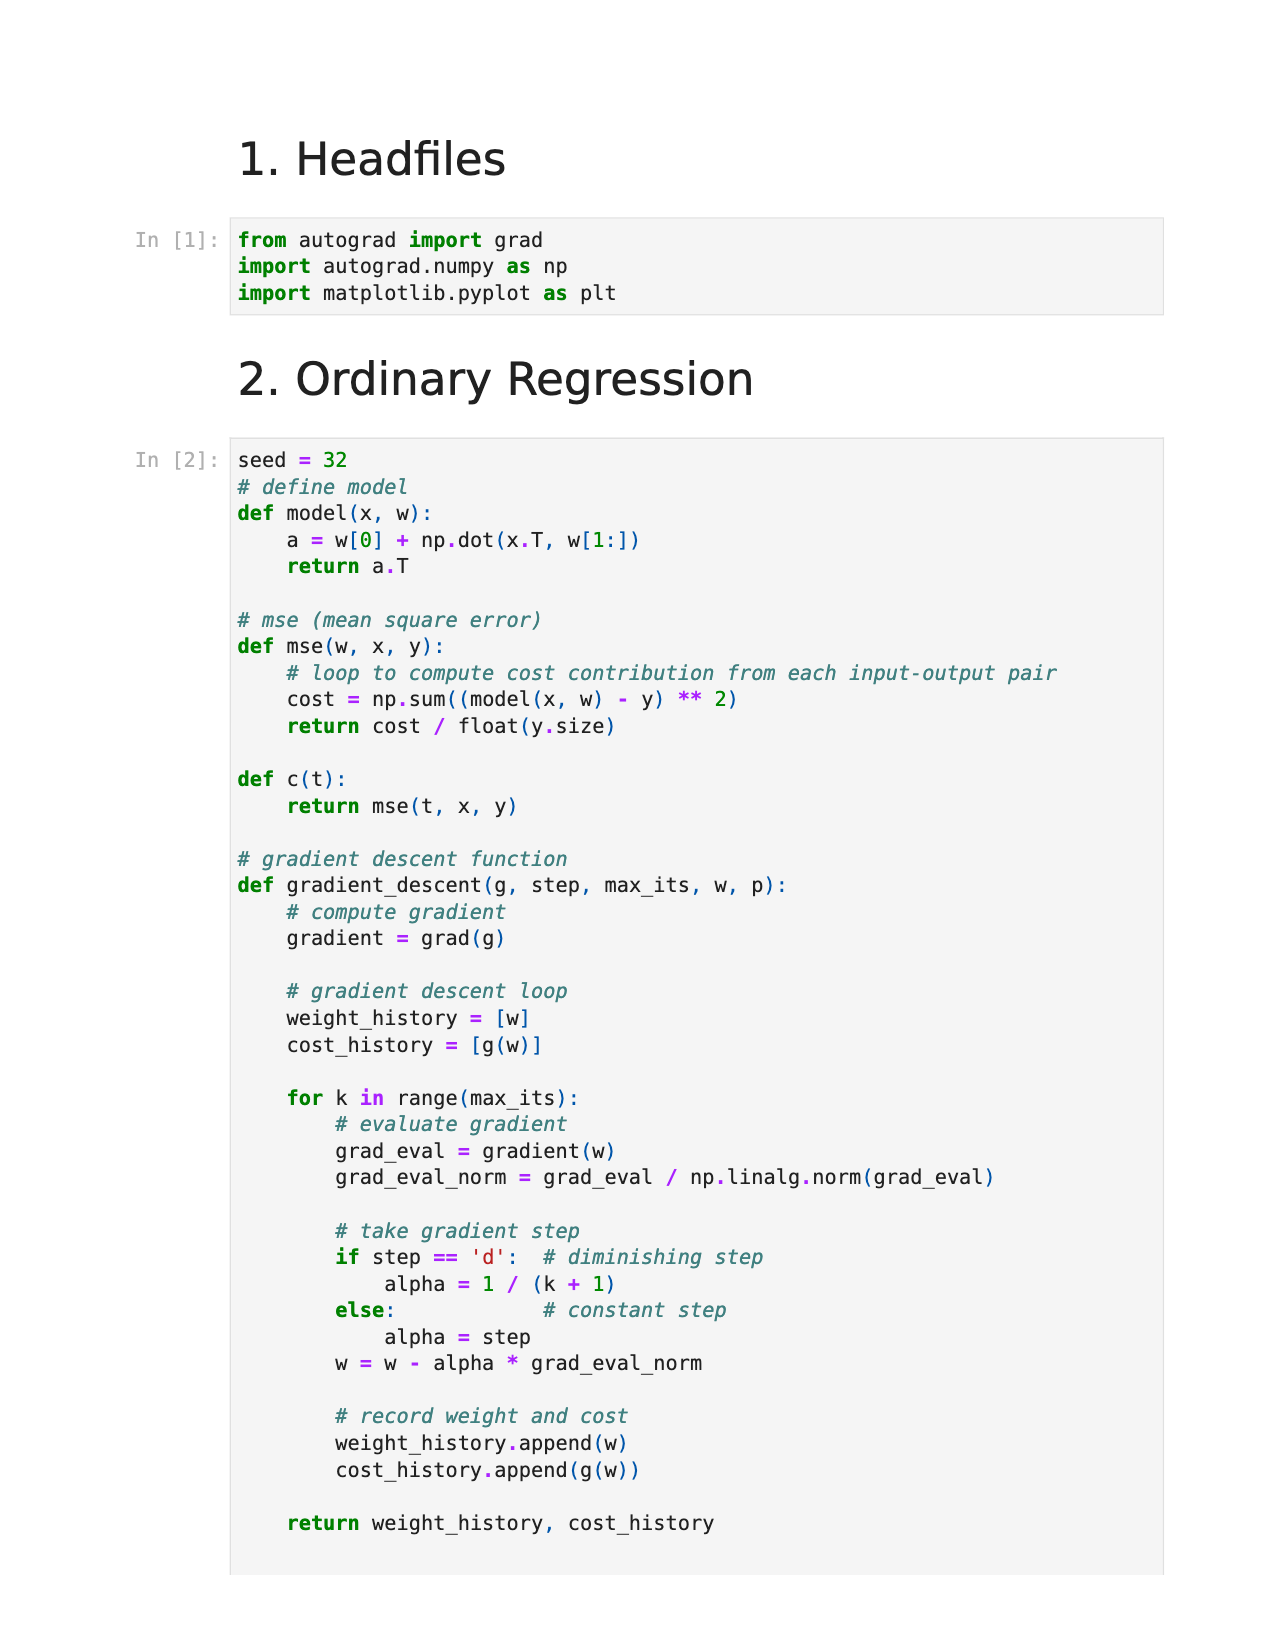 1. Headfiles
In [1]: from autograd import grad
import autograd.numpy as np
import matplotlib.pyplot as plt
2. Ordinary Regression
In [2]: seed = 32
# define model
def model(x, w):
    a = w[0] + np.dot(x.T, w[1:])
    return a.T

# mse (mean square error)
def mse(w, x, y):
    # loop to compute cost contribution from each input-output pair
    cost = np.sum((model(x, w) - y) ** 2)
    return cost / float(y.size)

def c(t):
    return mse(t, x, y)

# gradient descent function
def gradient_descent(g, step, max_its, w, p):
    # compute gradient
    gradient = grad(g)

    # gradient descent loop
    weight_history = [w]
    cost_history = [g(w)]

    for k in range(max_its):
        # evaluate gradient
        grad_eval = gradient(w)
        grad_eval_norm = grad_eval / np.linalg.norm(grad_eval)

        # take gradient step
        if step == 'd':  # diminishing step
            alpha = 1 / (k + 1)
        else:            # constant step
            alpha = step
        w = w - alpha * grad_eval_norm

        # record weight and cost
        weight_history.append(w)
        cost_history.append(g(w))

    return weight_history, cost_history